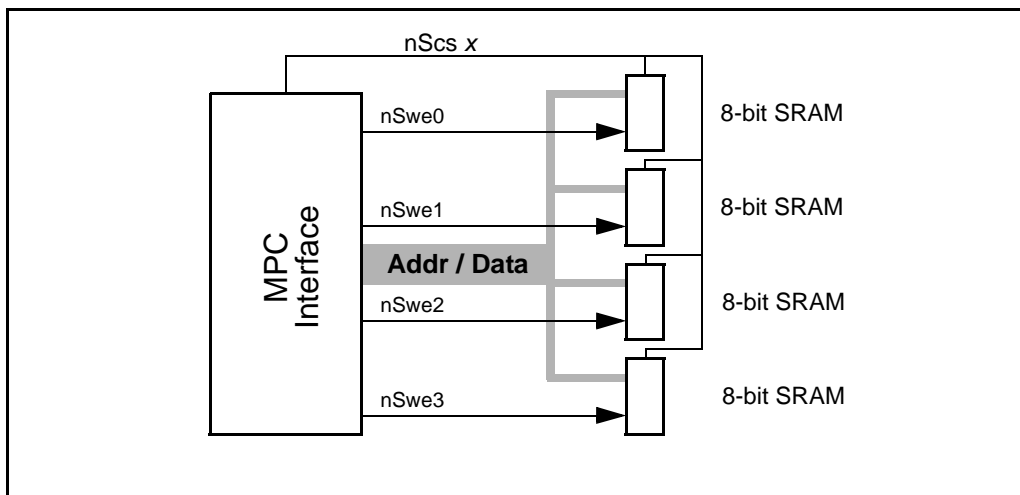 nScs x
nSwe0
8-bit SRAM
nSwe1
8-bit SRAM
MPC
Interface
Addr / Data
nSwe2
8-bit SRAM
nSwe3
8-bit SRAM